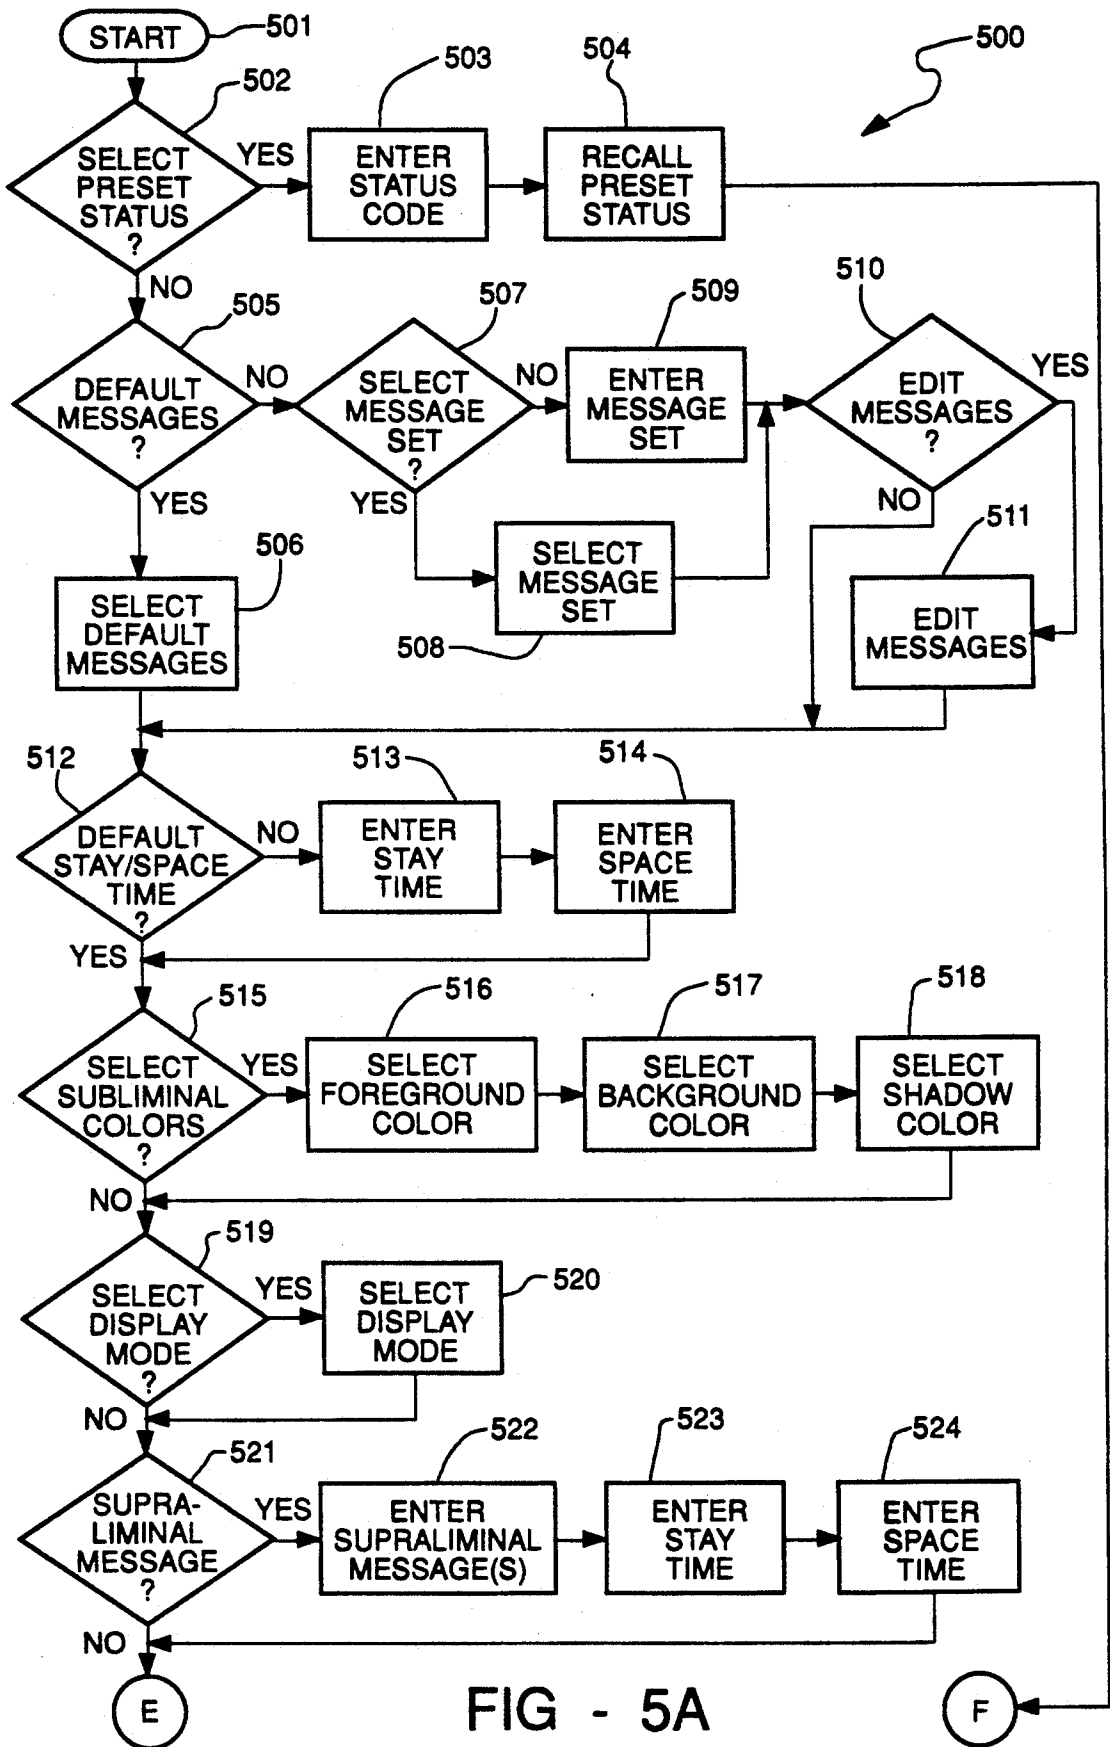 START
501
500
502
503
504
SELECT
PRESET
STATUS
?
YES
ENTER
STATUS
CODE
RECALL
PRESET
STATUS
NO
505
507
509
510
DEFAULT
MESSAGES
?
NO
SELECT
MESSAGE
SET
?
NO
ENTER
MESSAGE
SET
EDIT
MESSAGES
?
YES
YES
YES
NO
506
SELECT
DEFAULT
MESSAGES
SELECT
MESSAGE
SET
508
511
EDIT
MESSAGES
512
513
514
DEFAULT
STAY/SPACE
TIME
?
NO
ENTER
STAY
TIME
ENTER
SPACE
TIME
YES
515
516
517
518
SELECT
SUBLIMINAL
COLORS
?
YES
SELECT
FOREGROUND
COLOR
SELECT
BACKGROUND
COLOR
SELECT
SHADOW
COLOR
NO
519
SELECT
DISPLAY
MODE
?
YES
SELECT
DISPLAY
MODE
520
NO
521
522
523
524
SUPRA-
LIMINAL
MESSAGE
?
YES
ENTER
SUPRALIMINAL
MESSAGE(S)
ENTER
STAY
TIME
ENTER
SPACE
TIME
NO
E
FIG - 5A
F